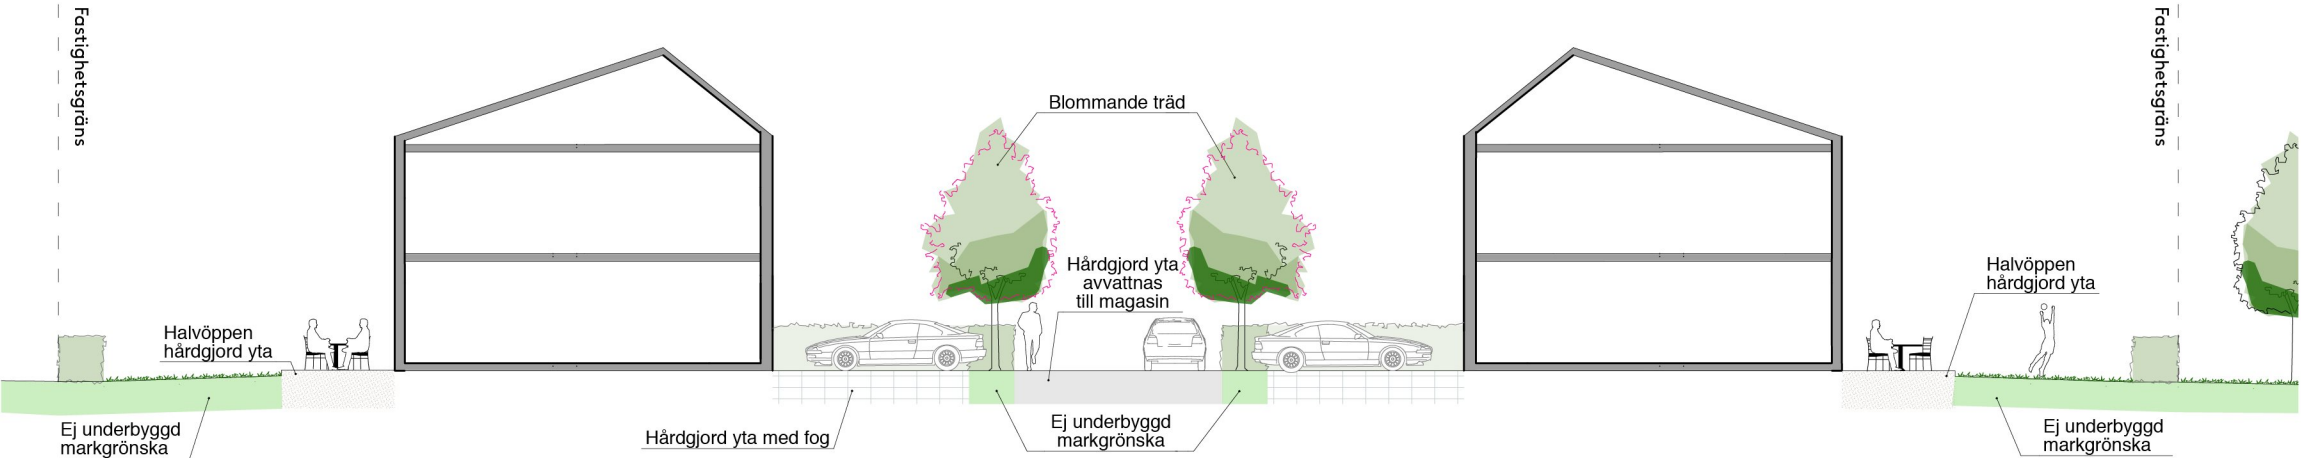 Fastighetsgräns
Fastighetsgräns
Blommande träd
Hårdgjord yta
avvattnas
till magasin
Halvöppen
hårdgjord yta
Halvöppen
hårdgjord yta
Ej underbyggd
markgrönska
Hårdgjord yta med fog
Ej underbyggd
markgrönska
Ej underbyggd
markgrönska